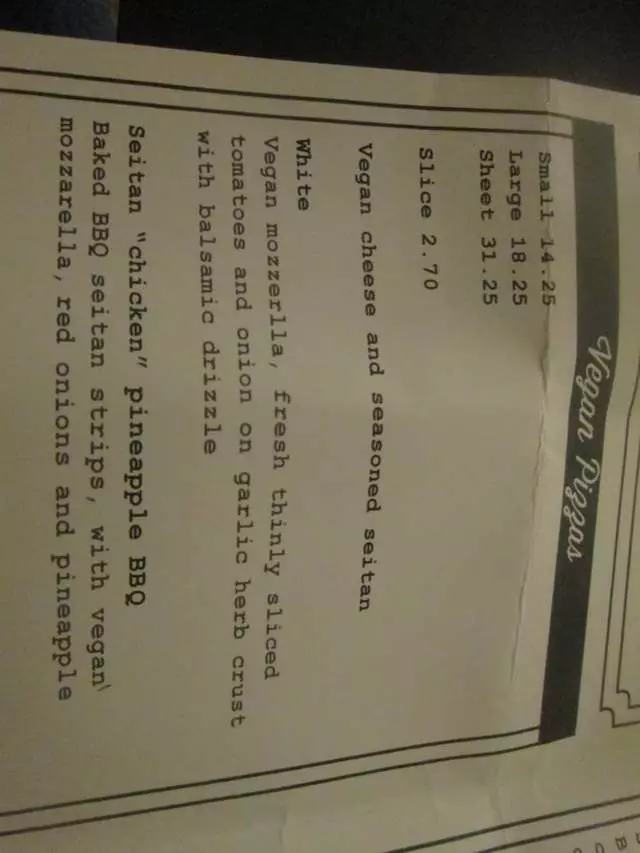 Vegan Pizzas
Small 14.25
Large 18.25
Sheet 31.25
Slice 2.70
Vegan cheese and seasoned seitan
White
Vegan mozzerlla, fresh thinly sliced
tomatoes and onion on garlic herb crust
with balsamic drizzle
Seitan "chicken" pineapple BBQ
Baked BBQ seitan strips, with vegan\
mozzarella, red onions and pineapple